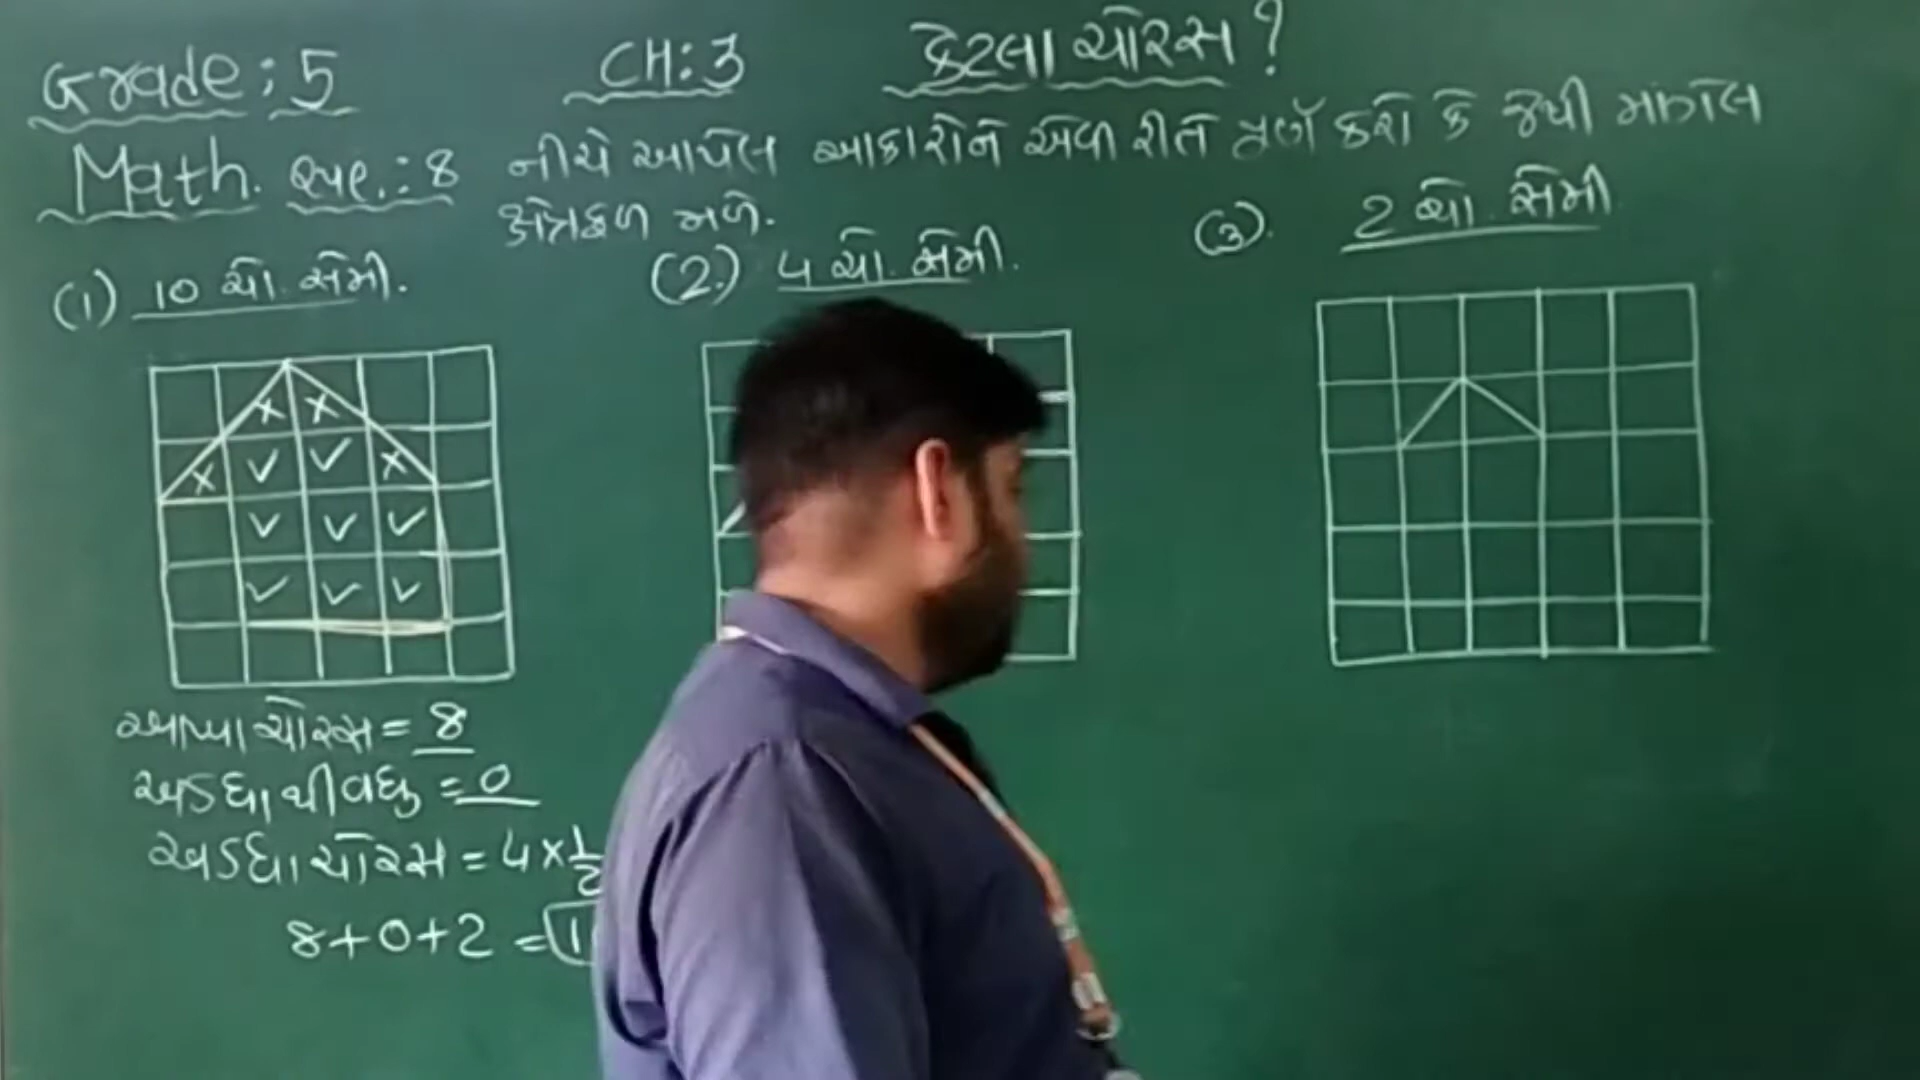 Grade: 5 CH: 3 કેટલા ચોરસ ?
Math. સ્વા.: 8 નીચે આપેલ આકારોને એવી રીતે પૂર્ણ કરો કે જેથી માગેલ
ક્ષેત્રફળ મળે.
(1) 10 ચો. સેમી.
(2.) 4 ચો. સેમી.
(3). 2 ચો. સેમી
આખા ચોરસ = 8
અડધાથી વધુ = 0
અડધા ચોરસ = 4 × 1/2
8+0+2 =